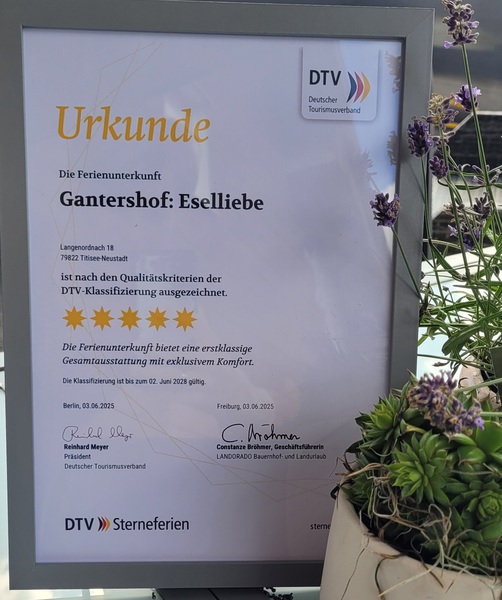 DTV
Deutscher
Tourismusverband
Urkunde
Die Ferienunterkunft
Gantershof: Eselliebe
Langenordnach 18
79822 Titisee-Neustadt
ist nach den Qualitätskriterien der
DTV-Klassifizierung ausgezeichnet.
Die Ferienunterkunft bietet eine erstklassige
Gesamtausstattung mit exklusivem Komfort.
Die Klassifizierung ist bis zum 02. Juni 2028 gültig.
Berlin, 03.06.2025
Freiburg, 03.06.2025
C. Bröhmer
Reinhard Meyer
Präsident
Deutscher Tourismusverband
Constanze Bröhmer, Geschäftsführerin
LANDORADO Bauernhof- und Landurlaub
DTV Sterneferien
sterne